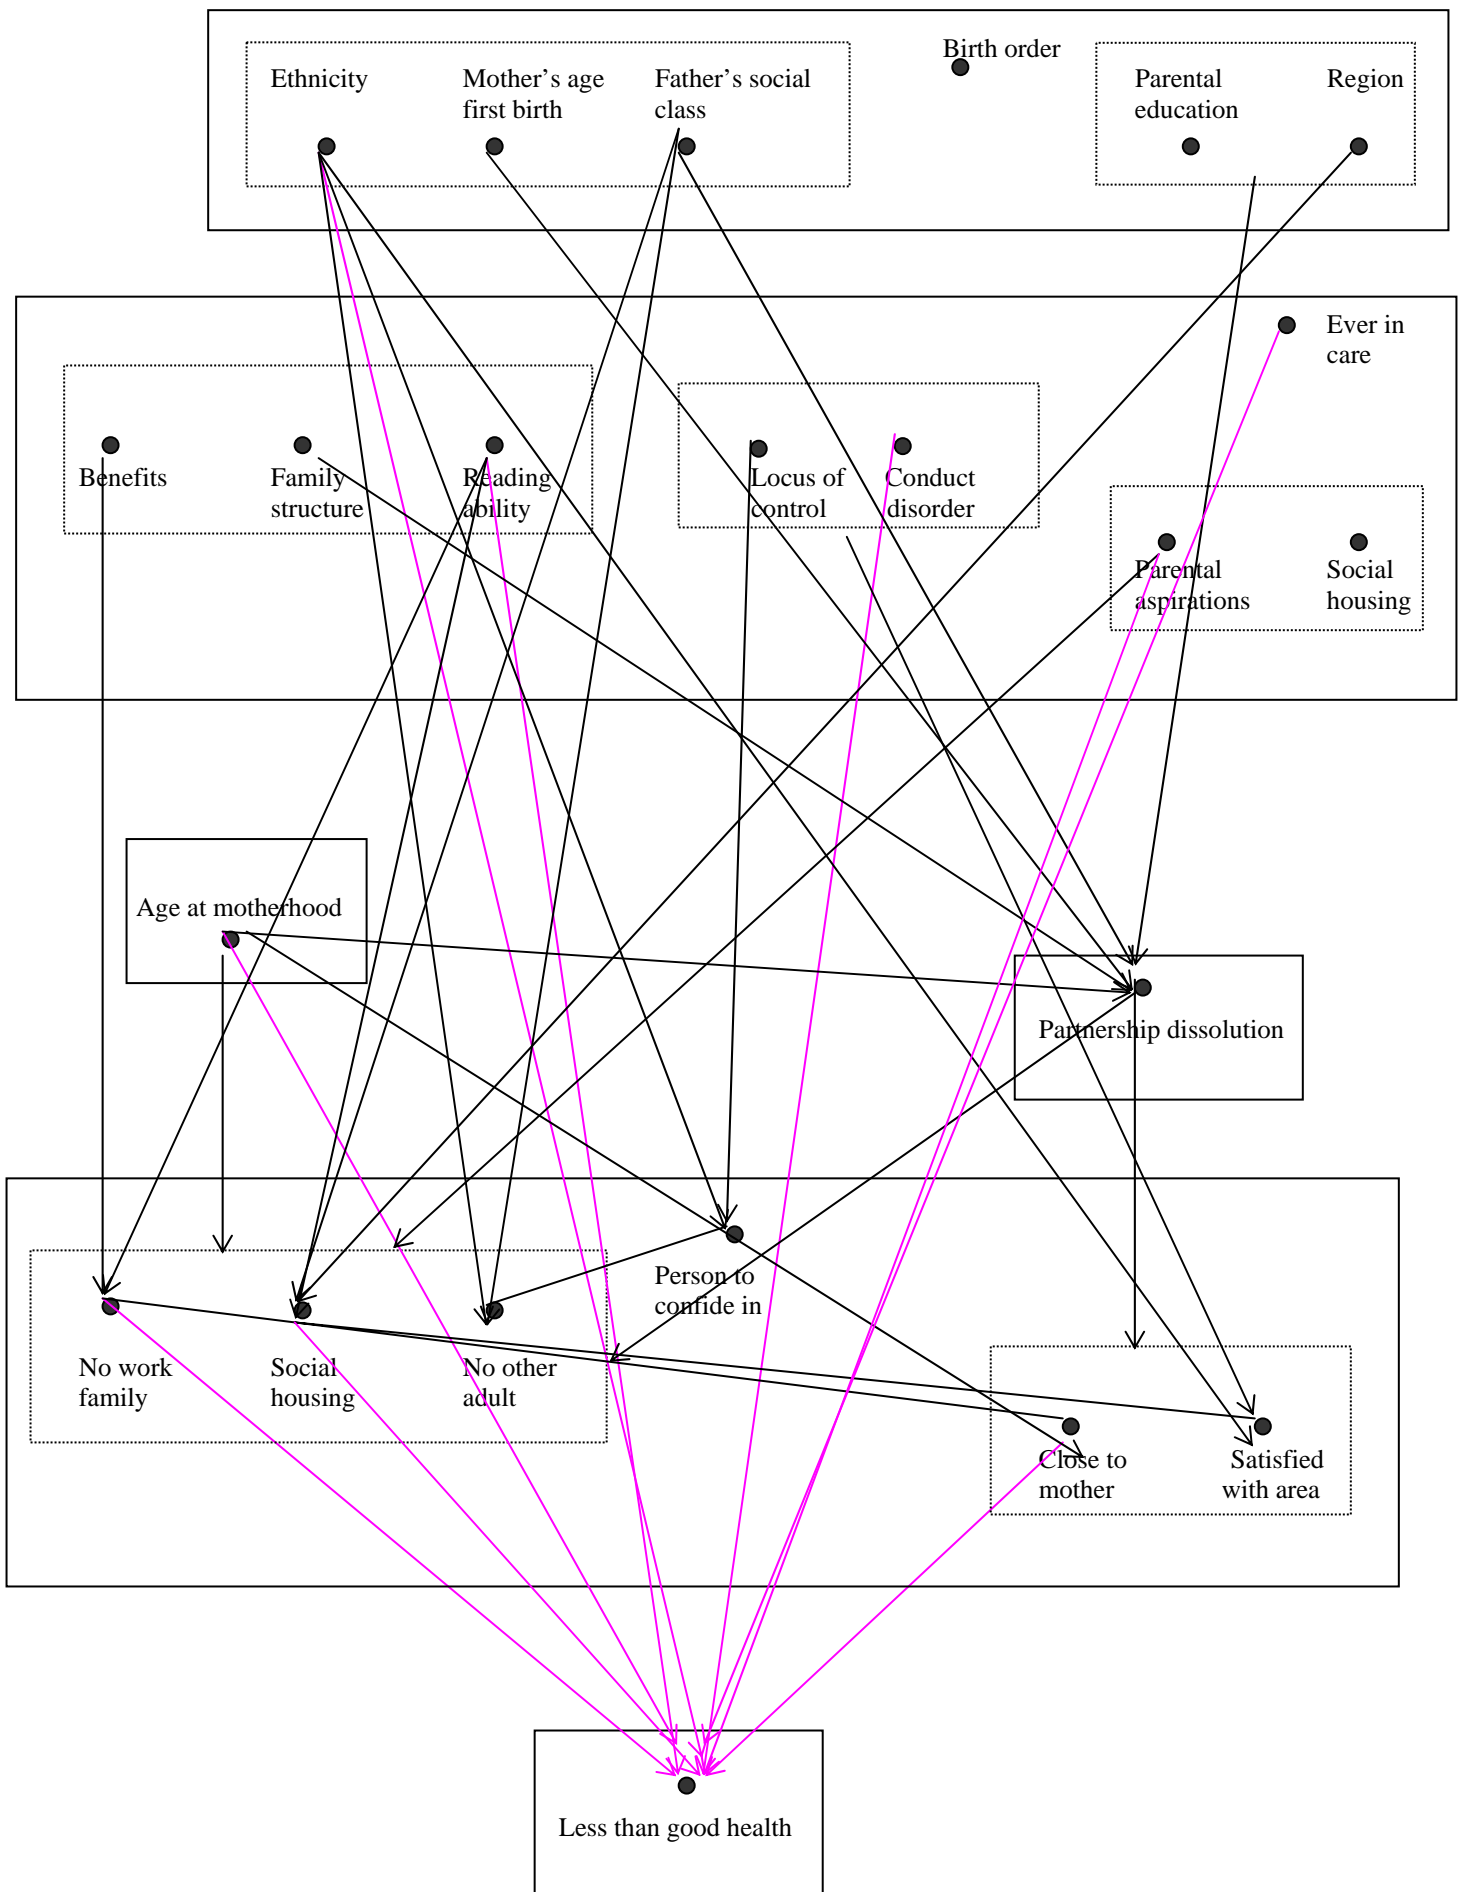 Birth order
Ethnicity
Mother’s age
first birth
Father’s social
class
Parental
education
Region
Ever in
care
Benefits
Family
structure
Reading
ability
Locus of
control
Conduct
disorder
Parental
aspirations
Social
housing
Age at motherhood
Partnership dissolution
Person to
confide in
No work
family
Social
housing
No other
adult
Close to
mother
Satisfied
with area
Less than good health